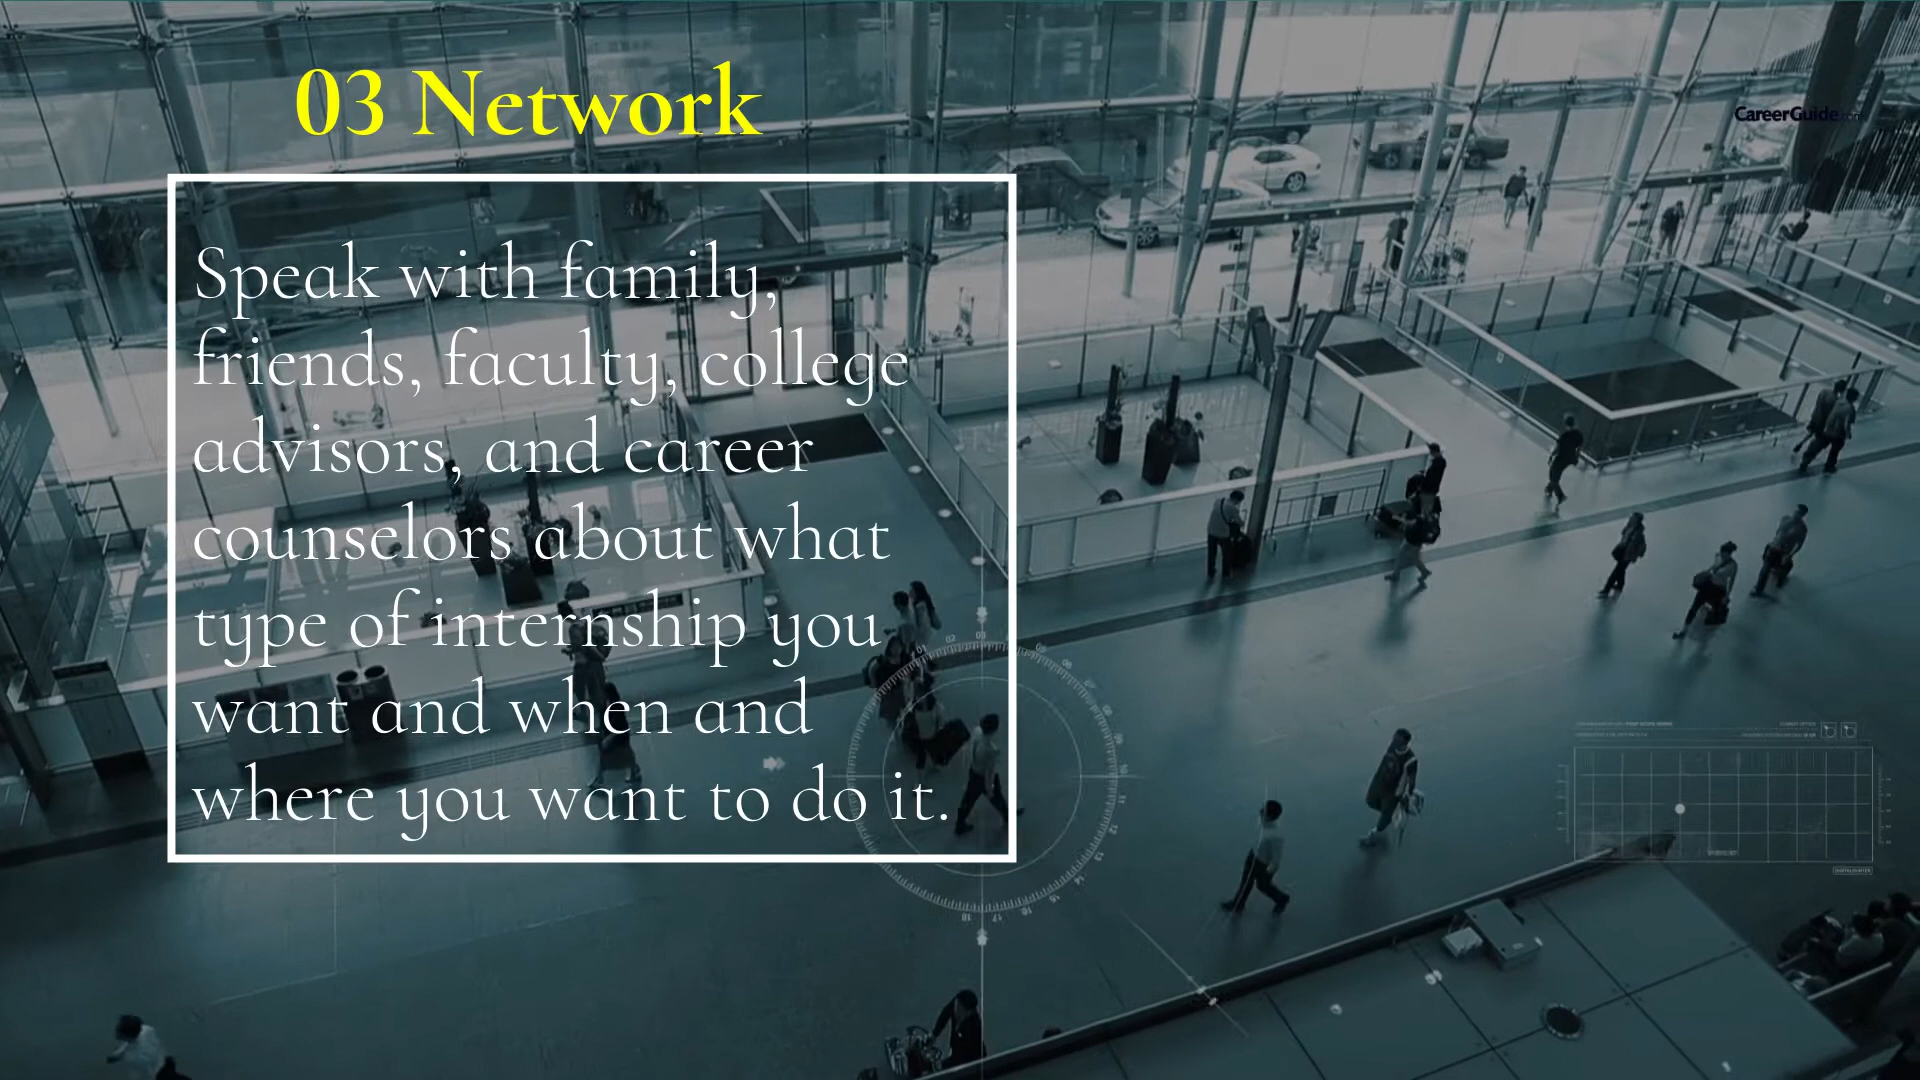 03 Network
CareerGuide.com
Speak with family,
friends, faculty, college
advisors, and career
counselors about what
type of internship you
want and when and
where you want to do it.